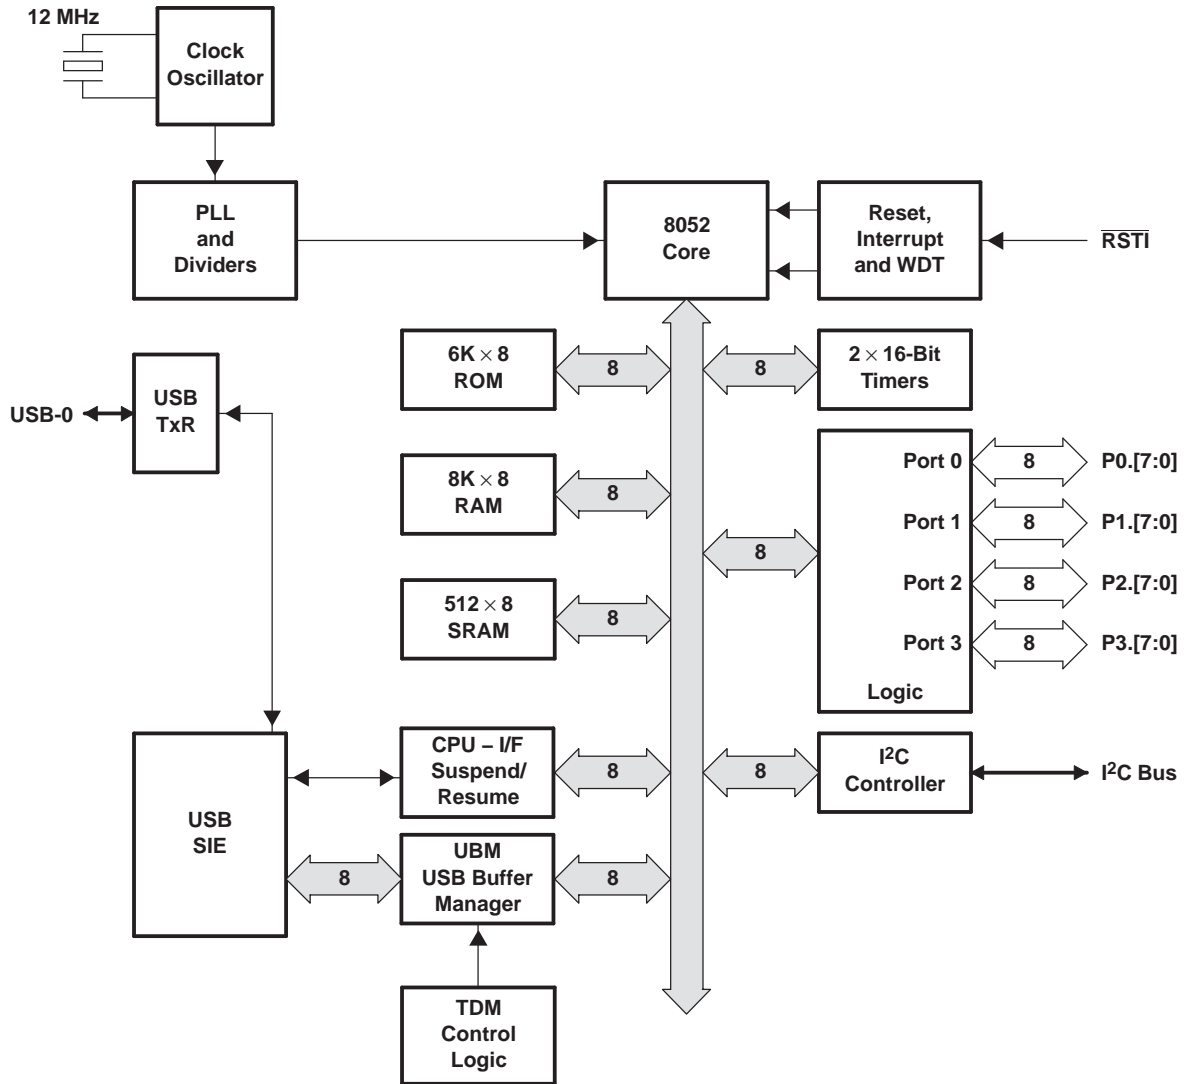 12 MHz
Clock
Oscillator
PLL
and
Dividers
8052
Core
Reset,
Interrupt
and WDT
RSTI
6K × 8
ROM
8
8
2 × 16-Bit
Timers
USB-0
USB
TxR
8K × 8
RAM
8
8
Port 0
8
P0.[7:0]
Port 1
8
P1.[7:0]
Port 2
8
P2.[7:0]
Port 3
8
P3.[7:0]
Logic
512 × 8
SRAM
8
USB
SIE
CPU – I/F
Suspend/
Resume
8
8
I²C
Controller
I²C Bus
8
UBM
USB Buffer
Manager
8
TDM
Control
Logic